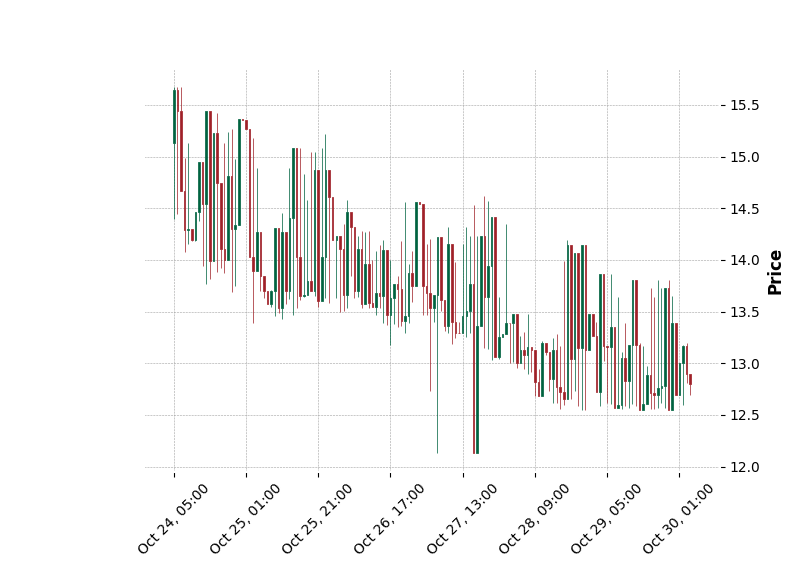 15.5
15.0
14.5
14.0
13.5
13.0
12.5
12.0
Price
Oct 24, 05:00
Oct 25, 01:00
Oct 25, 21:00
Oct 26, 17:00
Oct 27, 13:00
Oct 28, 09:00
Oct 29, 05:00
Oct 30, 01:00